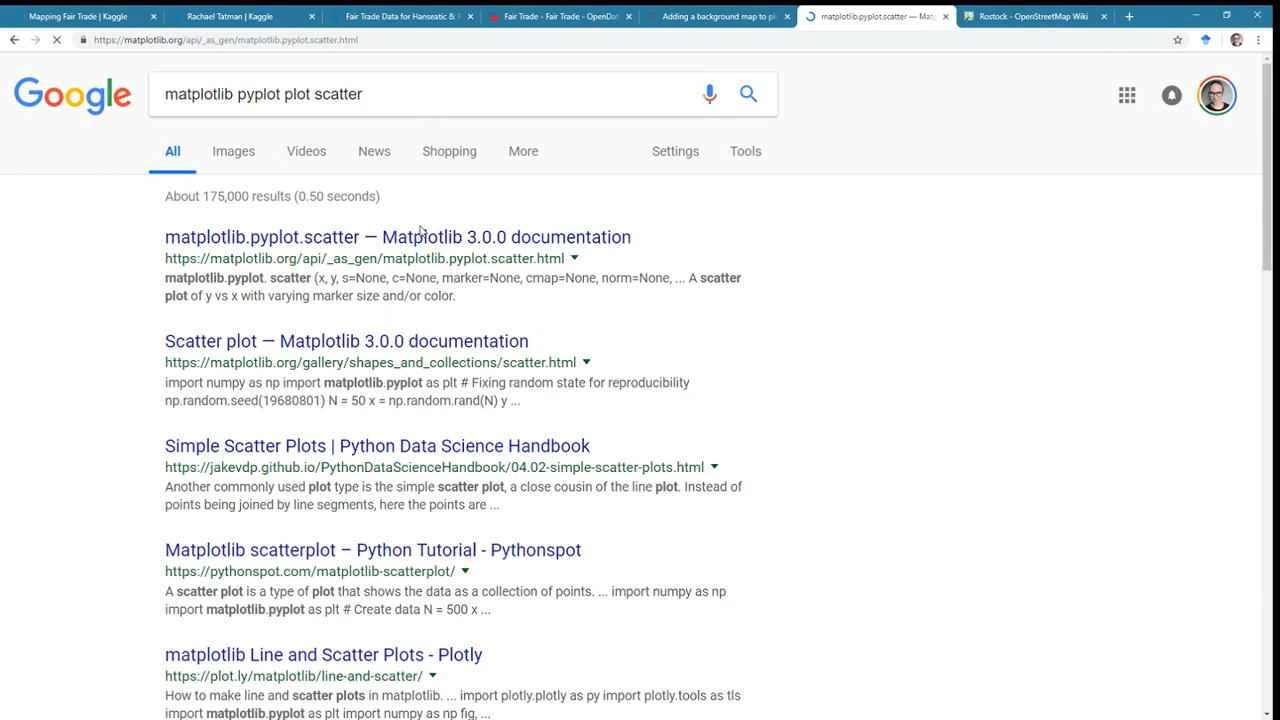 Mapping Fair Trade | Kaggle
Rachael Tatman | Kaggle
Fair Trade Data for Hanseatic & F
Fair Trade - Fair Trade - OpenDat
Adding a background map to plo
matplotlib.pyplot.scatter — Mat
Rostock - OpenStreetMap Wiki
https://matplotlib.org/api/_as_gen/matplotlib.pyplot.scatter.html
Google
matplotlib pyplot plot scatter
All Images Videos News Shopping More Settings Tools
About 175,000 results (0.50 seconds)
matplotlib.pyplot.scatter — Matplotlib 3.0.0 documentation
https://matplotlib.org/api/_as_gen/matplotlib.pyplot.scatter.html
matplotlib.pyplot. scatter (x, y, s=None, c=None, marker=None, cmap=None, norm=None, ... A scatter
plot of y vs x with varying marker size and/or color.
Scatter plot — Matplotlib 3.0.0 documentation
https://matplotlib.org/gallery/shapes_and_collections/scatter.html
import numpy as np import matplotlib.pyplot as plt # Fixing random state for reproducibility
np.random.seed(19680801) N = 50 x = np.random.rand(N) y ...
Simple Scatter Plots | Python Data Science Handbook
https://jakevdp.github.io/PythonDataScienceHandbook/04.02-simple-scatter-plots.html
Another commonly used plot type is the simple scatter plot, a close cousin of the line plot. Instead of
points being joined by line segments, here the points are ...
Matplotlib scatterplot – Python Tutorial - Pythonspot
https://pythonspot.com/matplotlib-scatterplot/
A scatter plot is a type of plot that shows the data as a collection of points. ... import numpy as np
import matplotlib.pyplot as plt # Create data N = 500 x ...
matplotlib Line and Scatter Plots - Plotly
https://plot.ly/matplotlib/line-and-scatter/
How to make line and scatter plots in matplotlib. ... import plotly.plotly as py import plotly.tools as tls
import matplotlib.pyplot as plt import numpy as np fig, ...